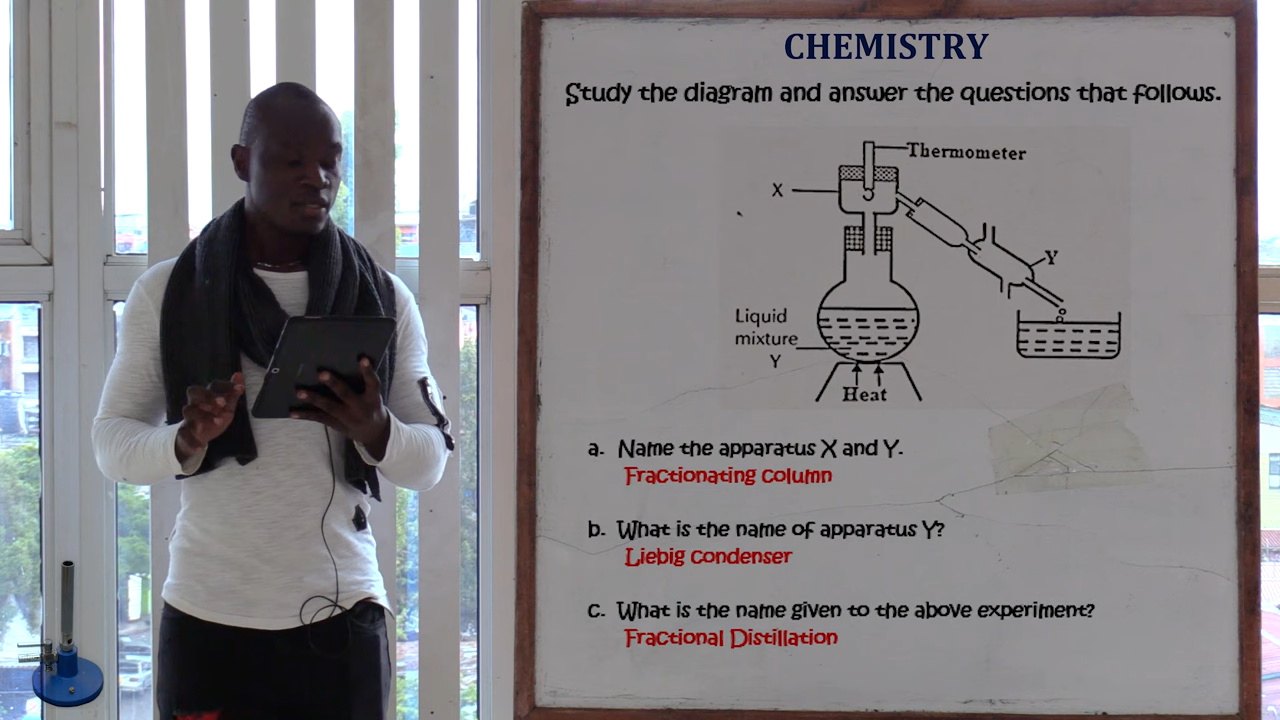 CHEMISTRY
Study the diagram and answer the questions that follows.
Thermometer
X
Y
Liquid
mixture
Y
Heat
a. Name the apparatus X and Y.
Fractionating column
b. What is the name of apparatus Y?
Liebig condenser
c. What is the name given to the above experiment?
Fractional Distillation